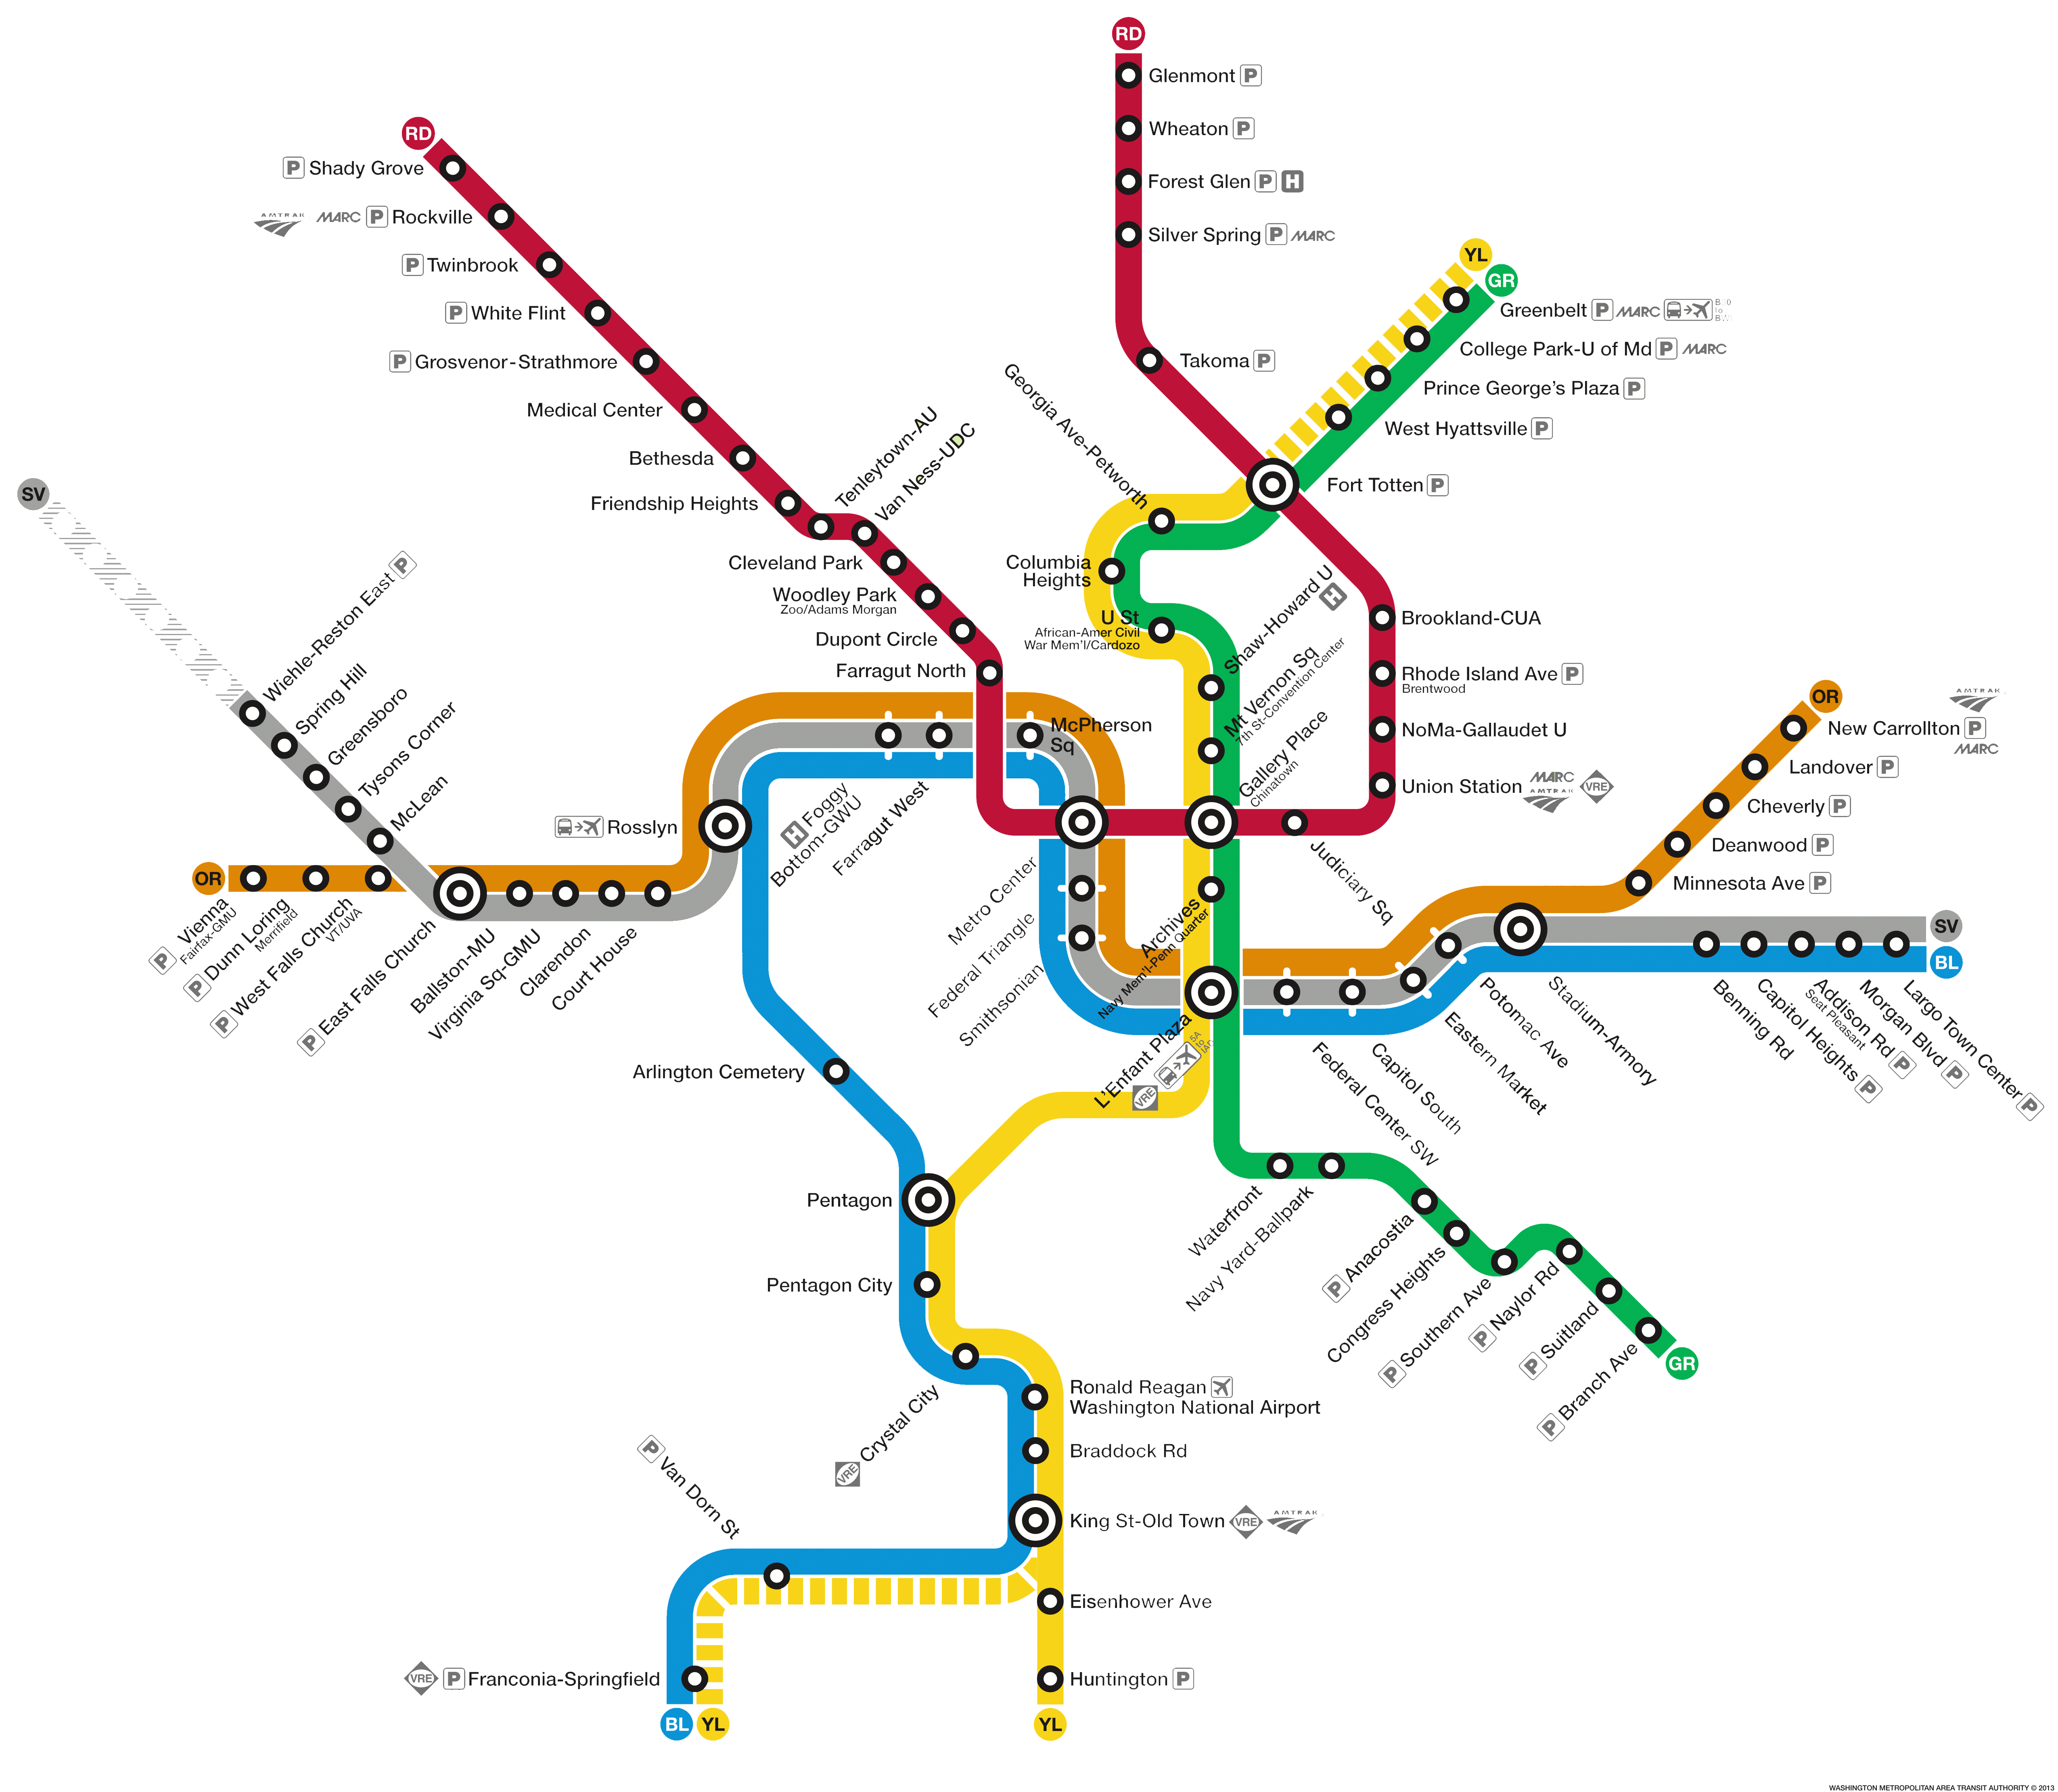 RD
Glenmont P
Wheaton P
Forest Glen P H
Silver Spring P MARC
Takoma P
RD
P Shady Grove
AMTRAK MARC P Rockville
P Twinbrook
P White Flint
P Grosvenor-Strathmore
Medical Center
Bethesda
Friendship Heights
Tenleytown-AU
Van Ness-UDC
Cleveland Park
Woodley Park
Zoo/Adams Morgan
Dupont Circle
Farragut North
YL
GR
Greenbelt P MARC
College Park-U of Md P MARC
Prince George's Plaza P
West Hyattsville P
Fort Totten P
Georgia Ave-Petworth
Columbia
Heights
U St
African-Amer Civil
War Mem'l/Cardozo
Shaw-Howard U
H
Mt Vernon Sq
7th St-Convention Center
Gallery Place
Chinatown
Brookland-CUA
Rhode Island Ave P
Brentwood
NoMa-Gallaudet U
Union Station MARC AMTRAK VRE
Judiciary Sq
SV
Wiehle-Reston East P
Spring Hill
Greensboro
Tysons Corner
McLean
OR
P Vienna
Fairfax-GMU
P Dunn Loring
Merrifield
P West Falls Church
VT/UVA
P East Falls Church
Ballston-MU
Virginia Sq-GMU
Clarendon
Court House
Rosslyn
H Foggy
Bottom-GWU
Farragut West
McPherson
Sq
Metro Center
Federal Triangle
Smithsonian
Archives
Navy Mem'l-Penn Quarter
L'Enfant Plaza
VRE
OR
AMTRAK
New Carrollton P
MARC
Landover P
Cheverly P
Deanwood P
Minnesota Ave P
SV
BL
Federal Center SW
Capitol South
Eastern Market
Potomac Ave
Stadium-Armory
Benning Rd
Capitol Heights P
Addison Rd P
Seat Pleasant
Morgan Blvd P
Largo Town Center P
Arlington Cemetery
Pentagon
Pentagon City
VRE Crystal City
Ronald Reagan
Washington National Airport
Braddock Rd
King St-Old Town VRE AMTRAK
Eisenhower Ave
Huntington P
YL
P Van Dorn St
VRE P Franconia-Springfield
BL
YL
Waterfront
Navy Yard-Ballpark
P Anacostia
Congress Heights
P Southern Ave
P Naylor Rd
P Suitland
P Branch Ave
GR
WASHINGTON METROPOLITAN AREA TRANSIT AUTHORITY © 2013